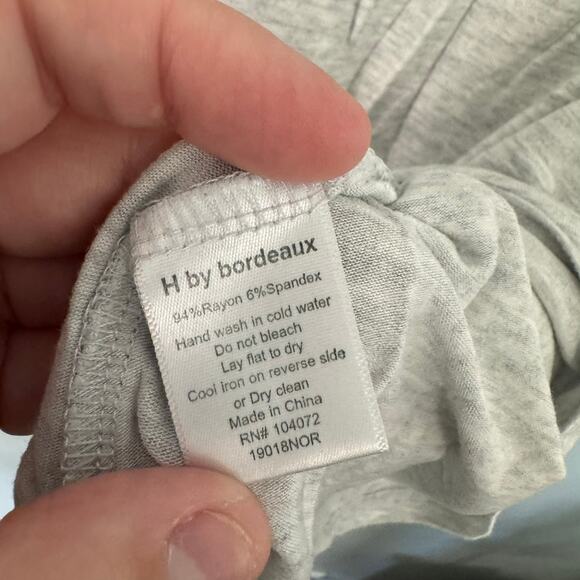 H by bordeaux
94%Rayon 6%Spandex
Hand wash in cold water
Do not bleach
Lay flat to dry
Cool iron on reverse side
or Dry clean
Made in China
RN# 104072
19018NOR